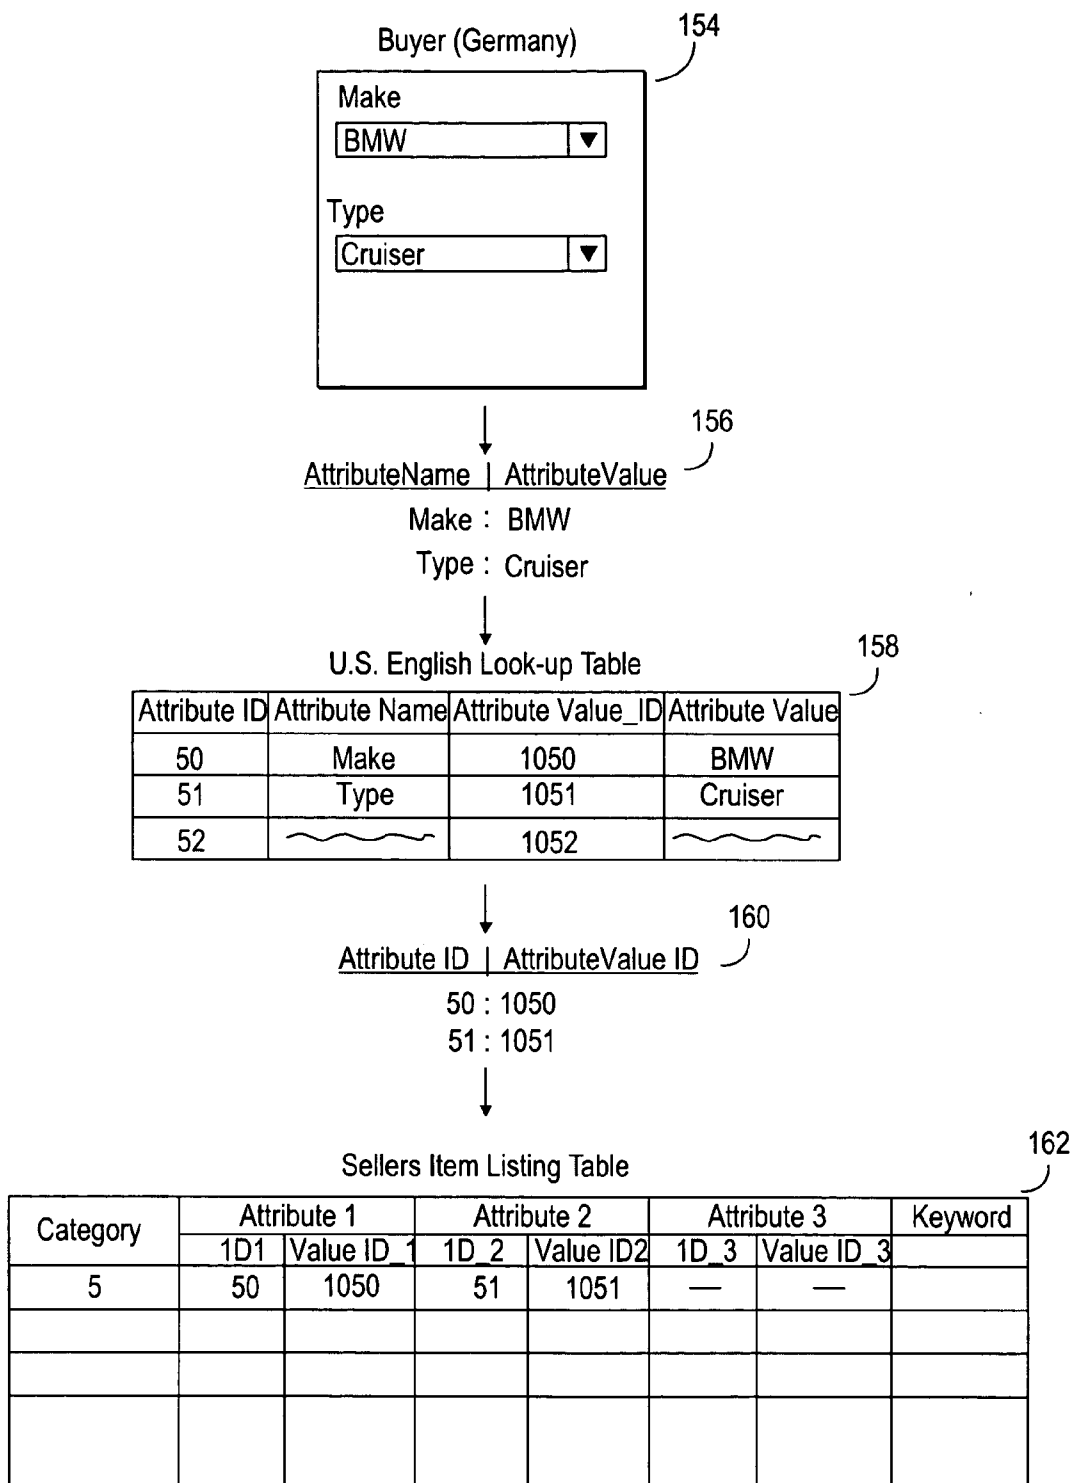 154
Buyer (Germany)
Make
BMW
Type
Cruiser
156
AttributeName | AttributeValue
Make : BMW
Type : Cruiser
158
U.S. English Look-up Table
Attribute ID Attribute Name Attribute Value_ID Attribute Value
50 Make 1050 BMW
51 Type 1051 Cruiser
52 1052
160
Attribute ID | AttributeValue ID
50 : 1050
51 : 1051
162
Sellers Item Listing Table
Category Attribute 1 Attribute 2 Attribute 3 Keyword
1D1 Value ID_1 1D_2 Value ID2 1D_3 Value ID_3
5 50 1050 51 1051 — —